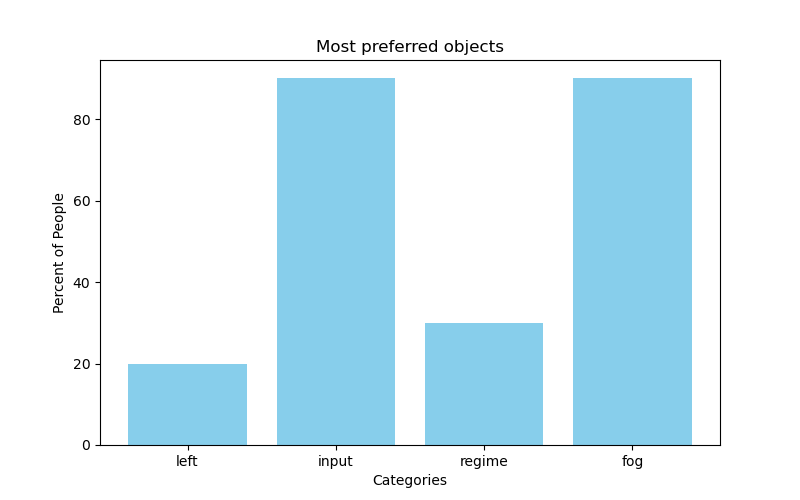 Most preferred objects
Percent of People
80
60
40
20
0
left input regime fog
Categories